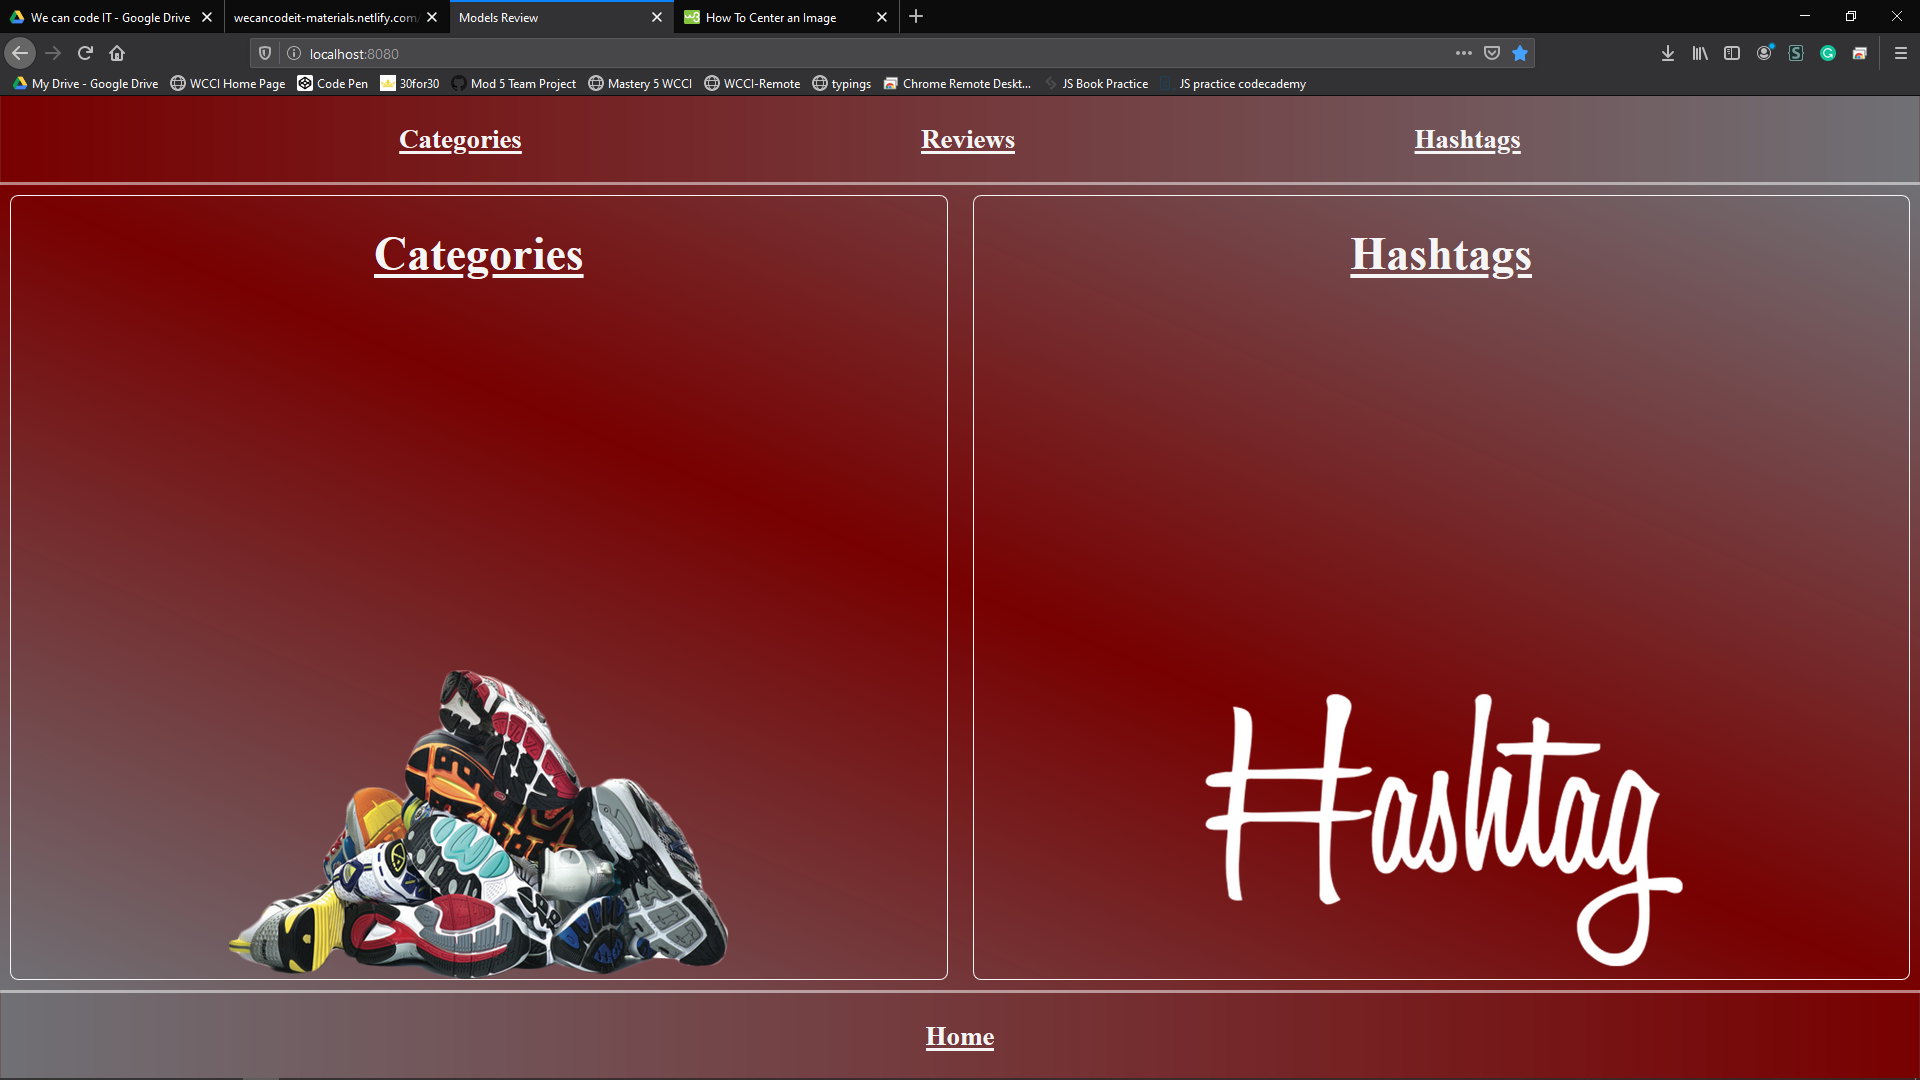 We can code IT - Google Drive
wecancodeit-materials.netlify.com/
Models Review
How To Center an Image
localhost:8080
My Drive - Google Drive WCCI Home Page Code Pen 30for30 Mod 5 Team Project Mastery 5 WCCI WCCI-Remote typings Chrome Remote Deskt... JS Book Practice JS practice codecademy
Categories Reviews Hashtags
Categories
Hashtags
Hashtag
Home